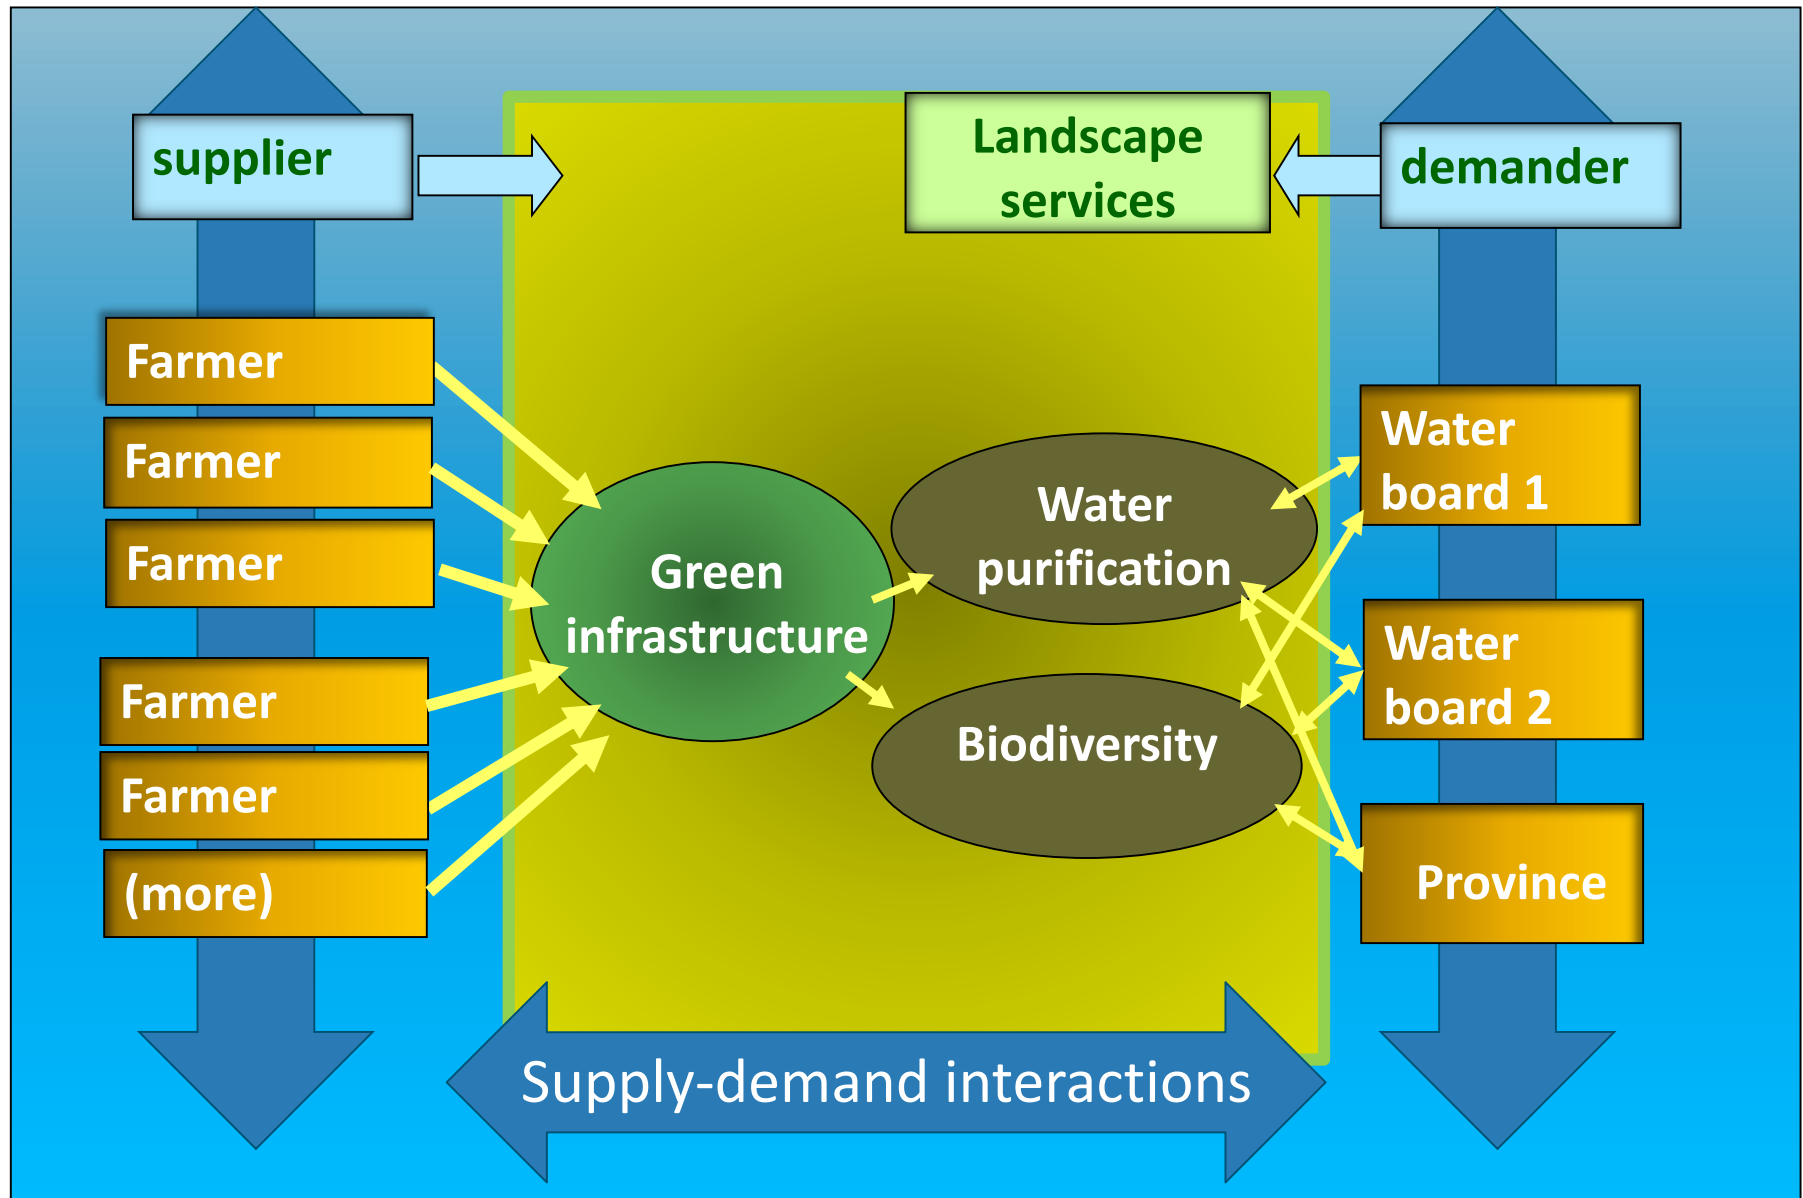 supplier
Landscape
services
demander
Farmer
Farmer
Farmer
Farmer
Farmer
(more)
Green
infrastructure
Water
purification
Biodiversity
Water
board 1
Water
board 2
Province
Supply-demand interactions